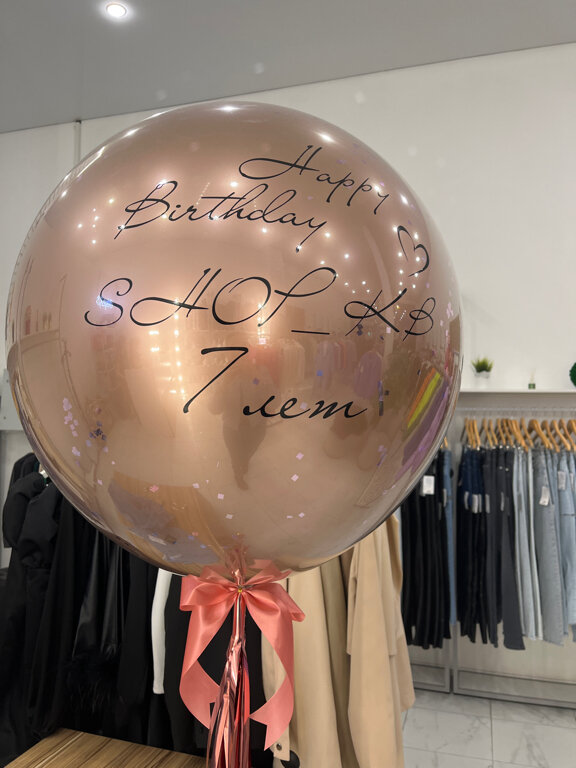 Happy
Birthday
SHOP_KB
7 лет